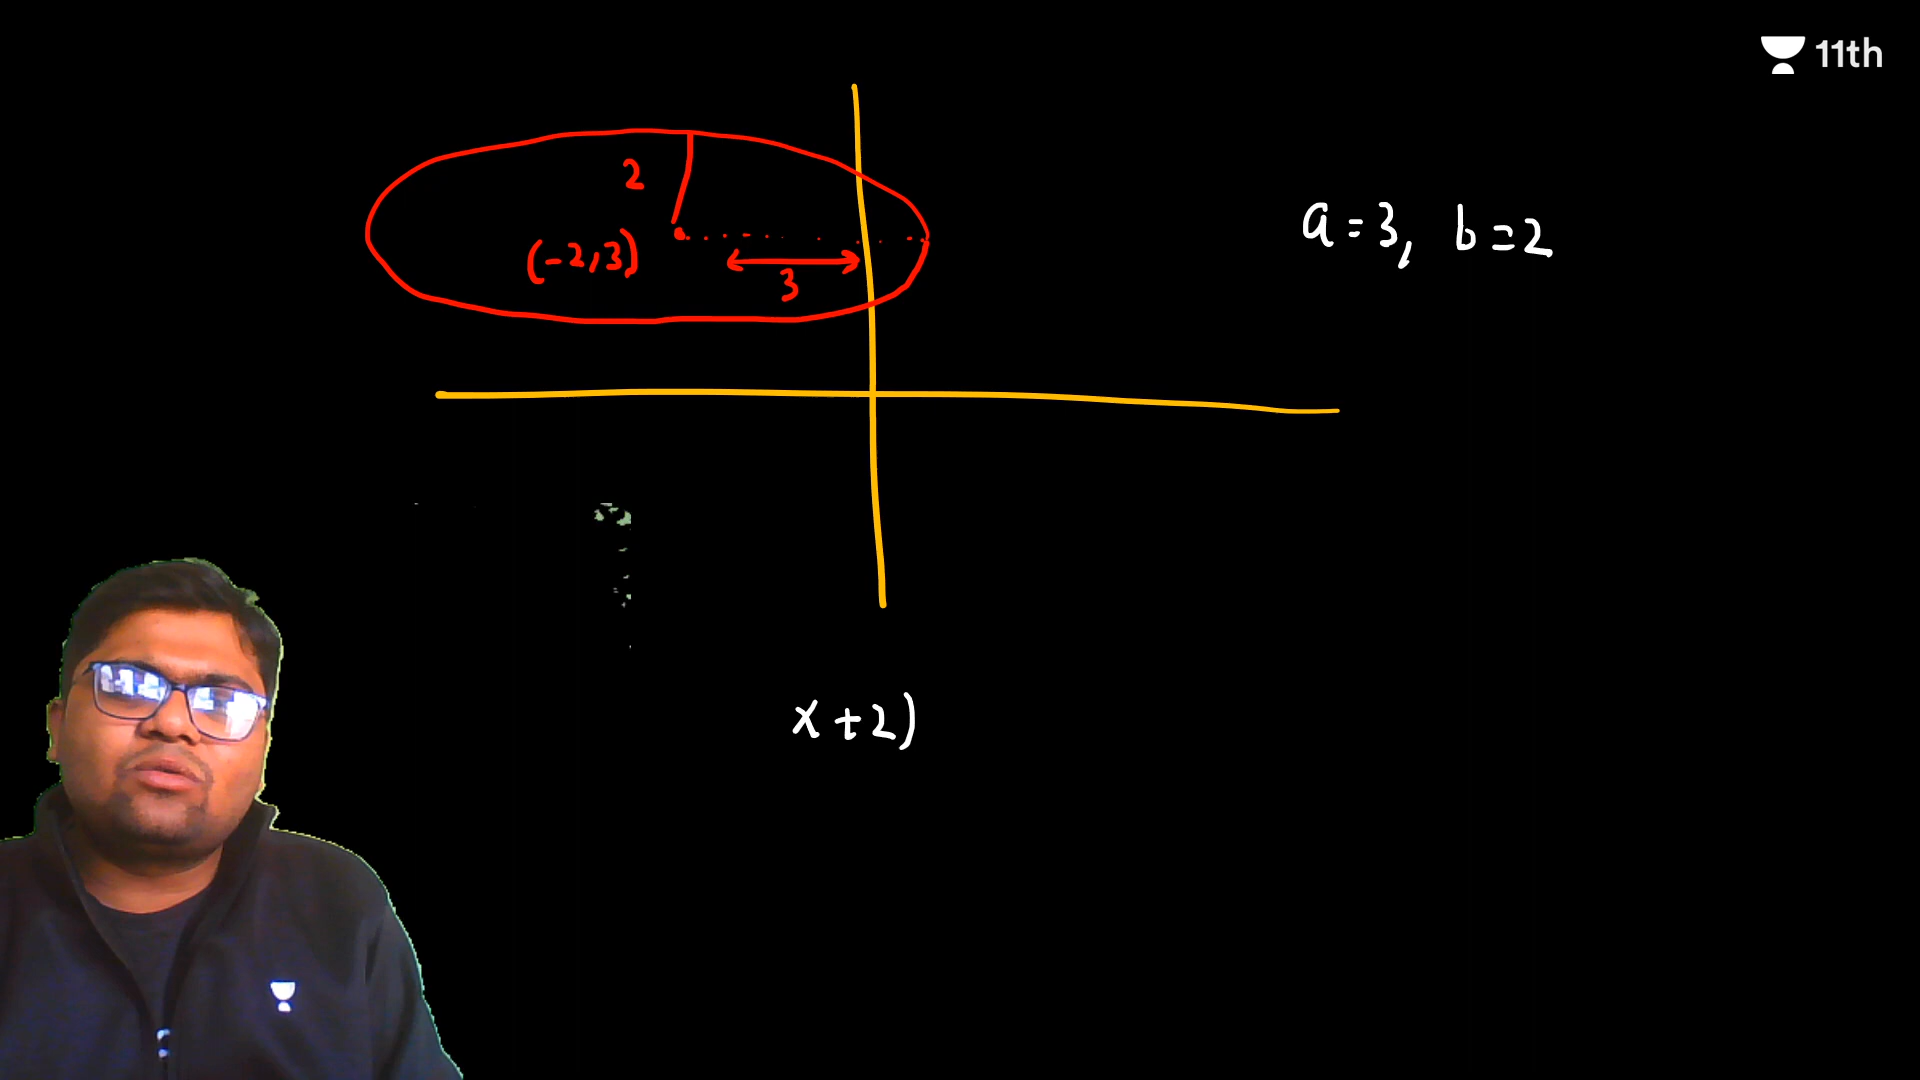 11th
2
a=3, b=2
(-2,3)
3
x+2)